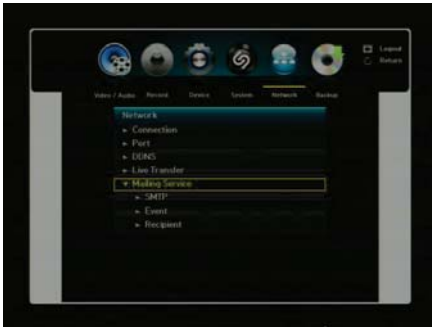 Logout
Return
Video / Audio Record Device System Network Backup
Network
Connection
Port
DDNS
Live Transfer
Mailing Service
SMTP
Event
Recipient